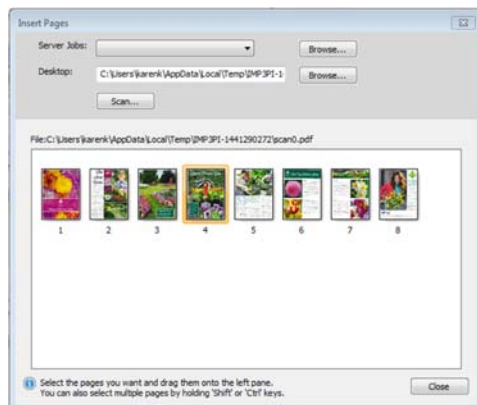 Insert Pages
Server Jobs:
Browse...
Desktop:
C:\Users\karenk\AppData\Local\Temp\IMP3PI-1
Browse...
Scan...
File:C:\Users\karenk\AppData\Local\Temp\IMP3PI-1441290272\scan0.pdf
1 2 3 4 5 6 7 8
Select the pages you want and drag them onto the left pane.
You can also select multiple pages by holding 'Shift' or 'Ctrl' keys.
Close